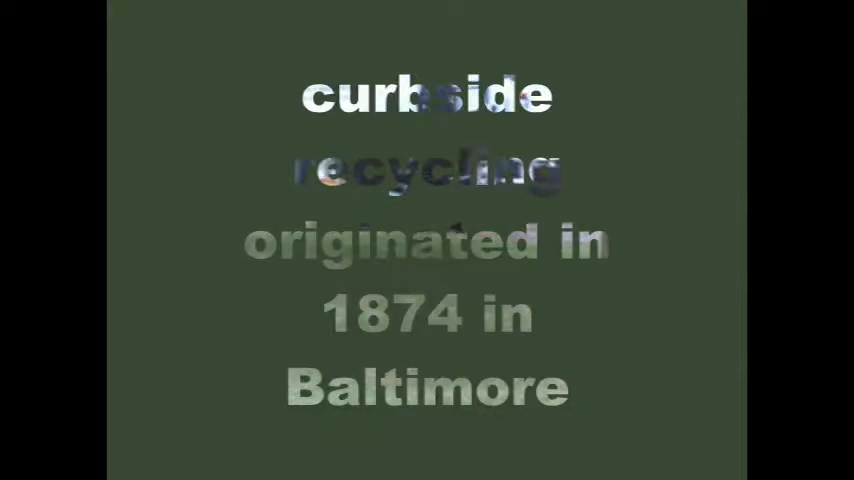 curbside
recycling
originated in
1874 in
Baltimore